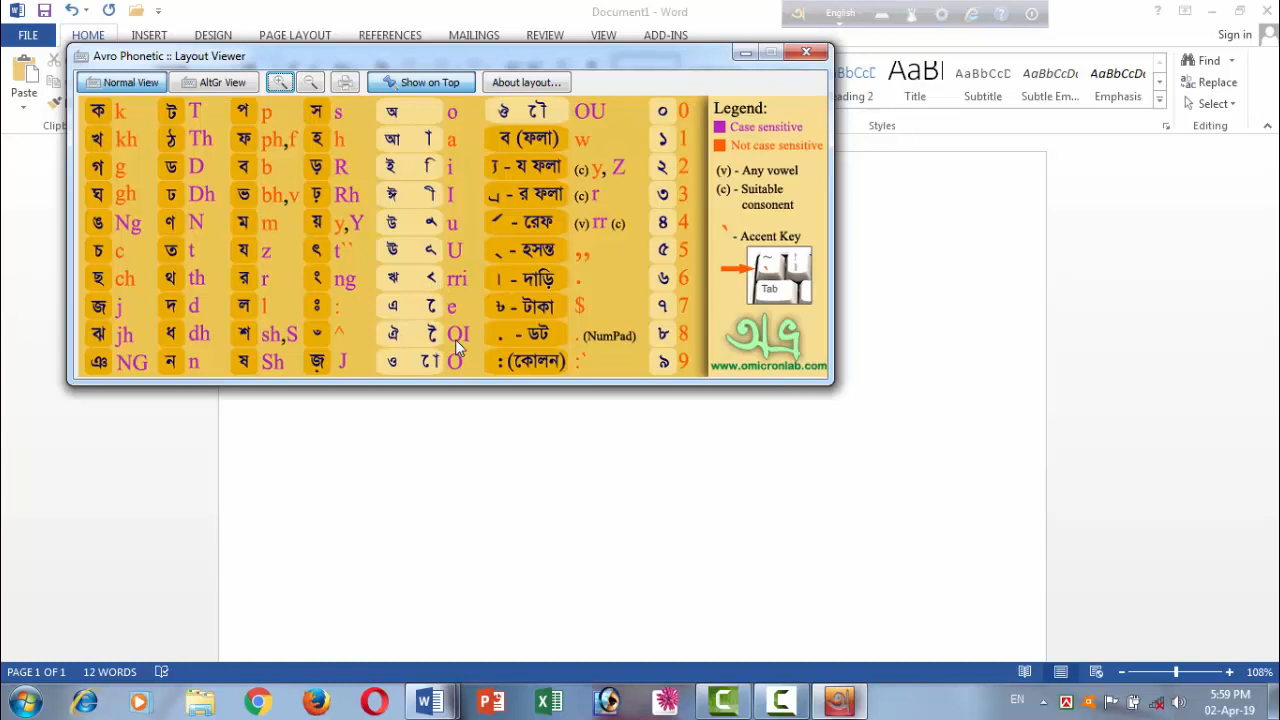 Document1 - Word
English
FILE HOME INSERT DESIGN PAGE LAYOUT REFERENCES MAILINGS REVIEW VIEW ADD-INS Sign in
Avro Phonetic :: Layout Viewer
Normal View AltGr View Show on Top About layout...
Paste
Heading 2 Title Subtitle Subtle Em... Emphasis
Styles
Find
Replace
Select
ক k ট T প p স s অ o ঔ ৌ OU ০ 0
খ kh ঠ Th ফ ph,f হ h আ া a ব (ফলা) w ১ 1
গ g ড D ব b ড় R ই ি i ্য - য ফলা (c) y, Z ২ 2
ঘ gh ঢ Dh ভ bh,v ঢ় Rh ঈ ী I ্র - র ফলা (c) r ৩ 3
ঙ Ng ণ N ম m য় y,Y উ ু u র্ - রেফ (v) rr (c) ৪ 4
চ c ত t য z ৎ t`` ঊ ূ U ্ - হসন্ত ,, ৫ 5
ছ ch থ th র r ং ng ঋ ৃ rri । - দাড়ি . ৬ 6
জ j দ d ল l ঃ : এ ে e ৳ - টাকা $ ৭ 7
ঝ jh ধ dh শ sh,S ঁ ^ ঐ ৈ OI . - ডট . (NumPad) ৮ 8
ঞ NG ন n ষ Sh জ় J ও ো O : (কোলন) :` ৯ 9
Legend:
Case sensitive
Not case sensitive
(v) - Any vowel
(c) - Suitable
consonent
` - Accent Key
~ `
Tab
অভ্র
www.omicronlab.com
PAGE 1 OF 1 12 WORDS 108%
EN 5:59 PM
02-Apr-19